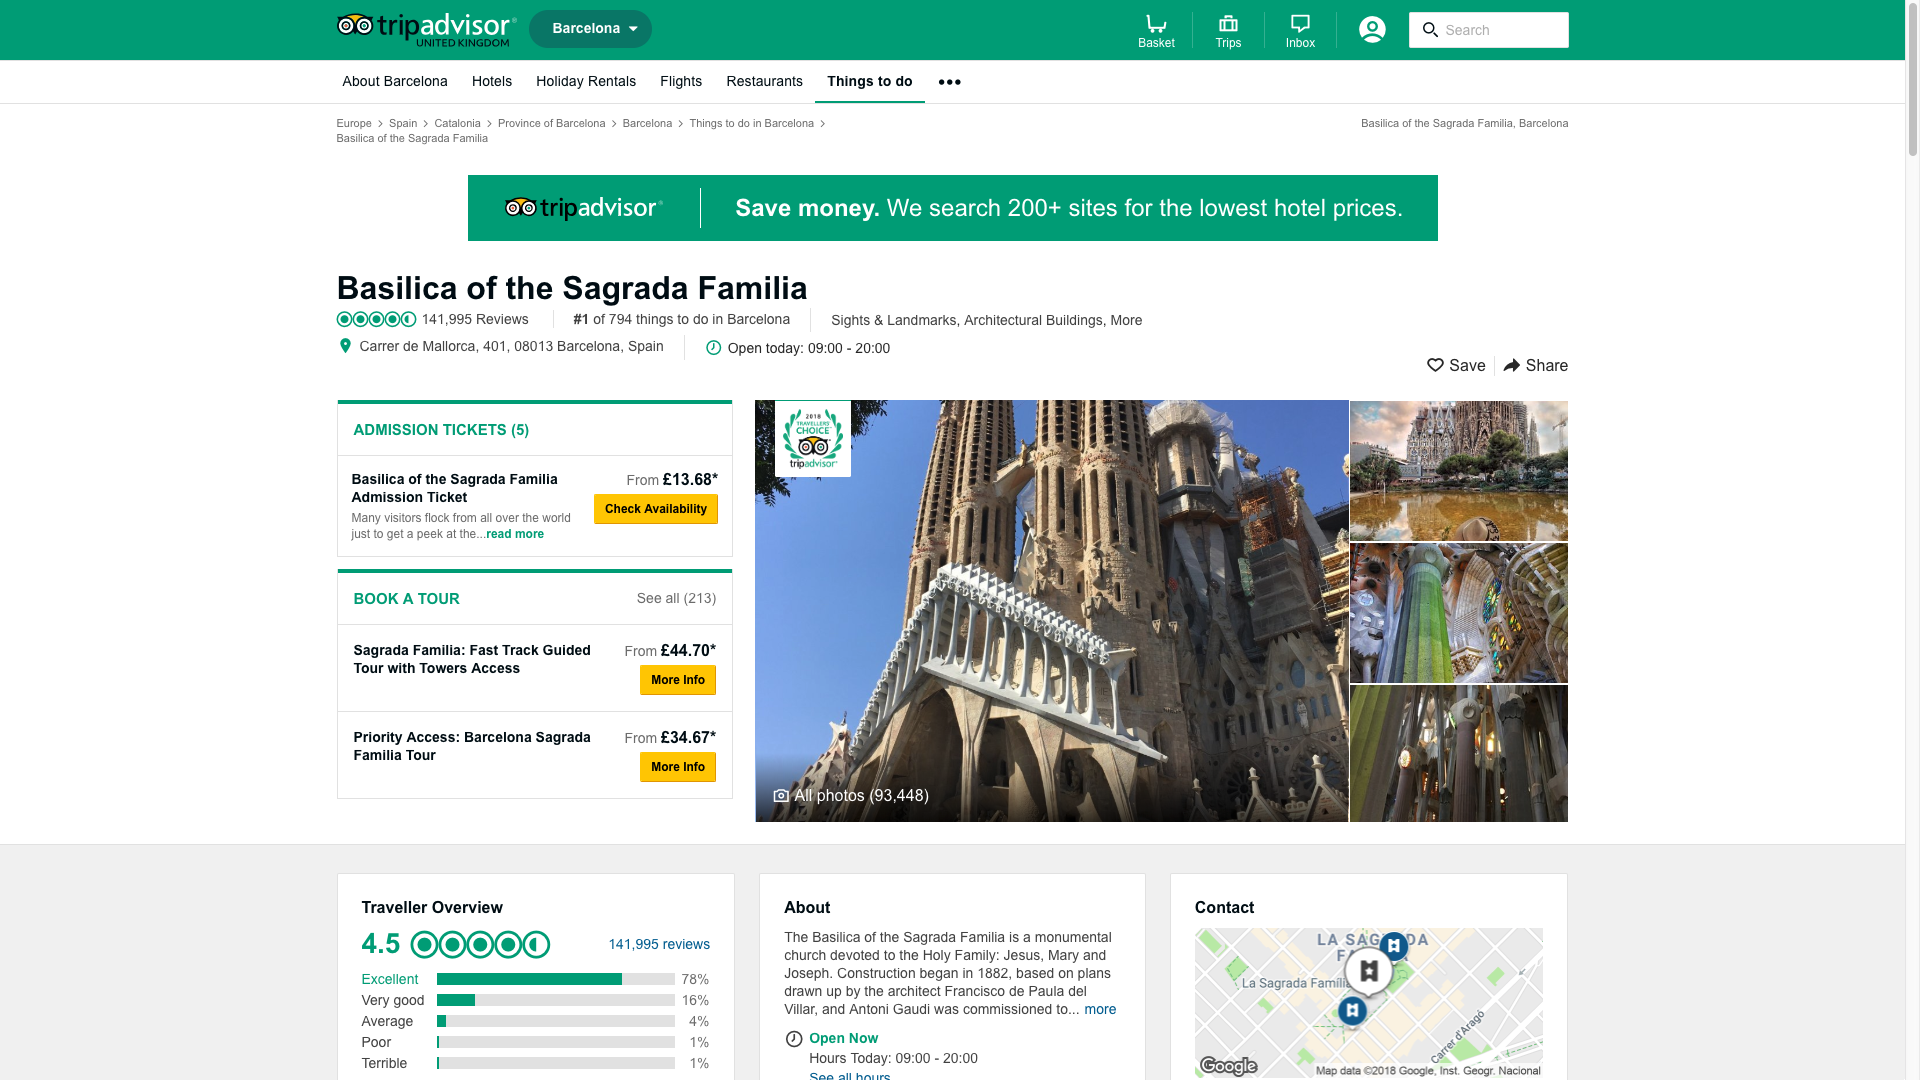 tripadvisor
UNITED KINGDOM
Barcelona
Basket
Trips
Inbox
Search
About Barcelona
Hotels
Holiday Rentals
Flights
Restaurants
Things to do
Europe > Spain > Catalonia > Province of Barcelona > Barcelona > Things to do in Barcelona >
Basilica of the Sagrada Familia
Basilica of the Sagrada Familia, Barcelona
tripadvisor
Save money. We search 200+ sites for the lowest hotel prices.
Basilica of the Sagrada Familia
141,995 Reviews
#1 of 794 things to do in Barcelona
Sights & Landmarks, Architectural Buildings, More
Carrer de Mallorca, 401, 08013 Barcelona, Spain
Open today: 09:00 - 20:00
Save
Share
ADMISSION TICKETS (5)
Basilica of the Sagrada Familia
Admission Ticket
From £13.68*
Check Availability
Many visitors flock from all over the world
just to get a peek at the...read more
BOOK A TOUR
See all (213)
Sagrada Familia: Fast Track Guided
Tour with Towers Access
From £44.70*
More Info
Priority Access: Barcelona Sagrada
Familia Tour
From £34.67*
More Info
2018
TRAVELLERS'
CHOICE
tripadvisor
All photos (93,448)
Traveller Overview
4.5
141,995 reviews
Excellent 78%
Very good 16%
Average 4%
Poor 1%
Terrible 1%
About
The Basilica of the Sagrada Familia is a monumental
church devoted to the Holy Family: Jesus, Mary and
Joseph. Construction began in 1882, based on plans
drawn up by the architect Francisco de Paula del
Villar, and Antoni Gaudi was commissioned to... more
Open Now
Hours Today: 09:00 - 20:00
See all hours
Contact
La Sagrada Família
Carrer d'Aragó
Google
Map data ©2018 Google, Inst. Geogr. Nacional